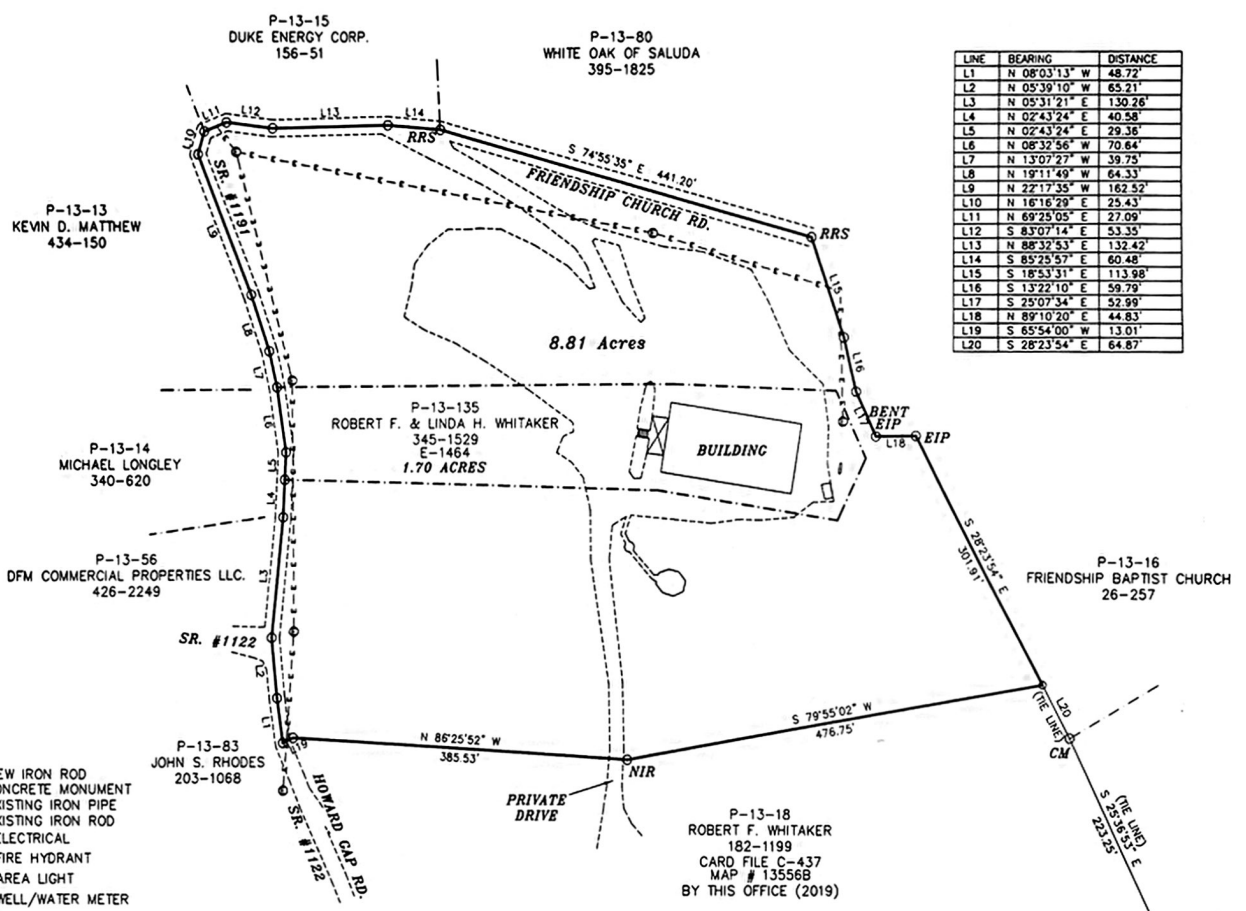 P-13-15
DUKE ENERGY CORP.
156-51
P-13-80
WHITE OAK OF SALUDA
395-1825
LINE BEARING DISTANCE
L1 N 08°03'13" W 48.72'
L2 N 05°39'10" W 65.21'
L3 N 05°31'21" E 130.26'
L4 N 02°43'24" E 40.58'
L5 N 02°43'24" E 29.36'
L6 N 08°32'56" W 70.64'
L7 N 13°07'27" W 39.75'
L8 N 19°11'49" W 64.33'
L9 N 22°17'35" W 162.52'
L10 N 16°16'29" E 25.43'
L11 N 69°25'05" E 27.09'
L12 S 83°07'14" E 53.35'
L13 N 88°32'53" E 132.42'
L14 S 85°25'57" E 60.48'
L15 S 18°53'31" E 113.98'
L16 S 13°22'10" E 59.79'
L17 S 25°07'34" E 52.99'
L18 N 89°10'20" E 44.83'
L19 S 65°54'00" W 13.01'
L20 S 28°23'54" E 64.87'
L11
L12
L13
L14
L10
RRS
S 74°55'35" E 441.20'
FRIENDSHIP CHURCH RD.
RRS
SR. #1191
P-13-13
KEVIN D. MATTHEW
434-150
L9
L15
8.81 Acres
L8
L7
L16
L17
BENT
EIP
EIP
L18
P-13-135
ROBERT F. & LINDA H. WHITAKER
345-1529
E-1464
1.70 ACRES
BUILDING
L6
L5
L4
P-13-14
MICHAEL LONGLEY
340-620
S 28°23'54" E
301.91'
P-13-56
DFM COMMERCIAL PROPERTIES LLC.
426-2249
L3
P-13-16
FRIENDSHIP BAPTIST CHURCH
26-257
SR. #1122
L2
L1
L19
N 86°25'52" W
385.53'
S 79°55'02" W
476.75'
L20
(TIE LINE)
CM
NIR
P-13-83
JOHN S. RHODES
203-1068
HOWARD GAP RD.
SR. #1122
PRIVATE
DRIVE
(TIE LINE)
S 25°36'53" E
223.25'
P-13-18
ROBERT F. WHITAKER
182-1199
CARD FILE C-437
MAP # 13556B
BY THIS OFFICE (2019)
EW IRON ROD
ONCRETE MONUMENT
XISTING IRON PIPE
XISTING IRON ROD
ELECTRICAL
FIRE HYDRANT
AREA LIGHT
WELL/WATER METER